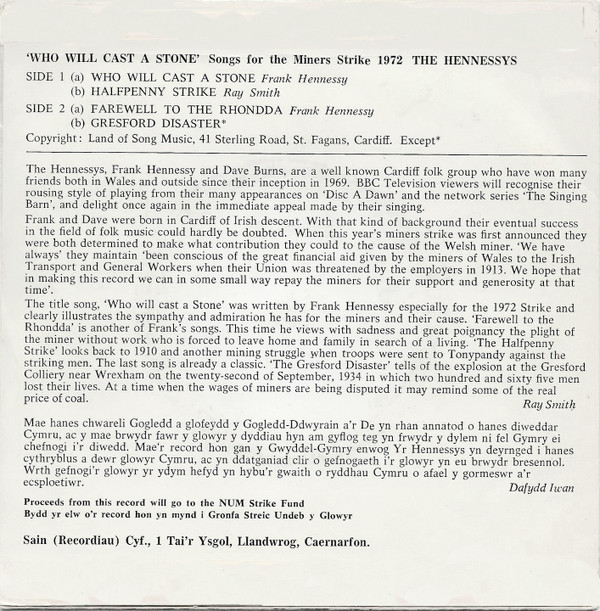 'WHO WILL CAST A STONE' Songs for the Miners Strike 1972 THE HENNESSYS
SIDE 1 (a) WHO WILL CAST A STONE Frank Hennessy
(b) HALFPENNY STRIKE Ray Smith
SIDE 2 (a) FAREWELL TO THE RHONDDA Frank Hennessy
(b) GRESFORD DISASTER*
Copyright: Land of Song Music, 41 Sterling Road, St. Fagans, Cardiff. Except*
The Hennessys, Frank Hennessy and Dave Burns, are a well known Cardiff folk group who have won many
friends both in Wales and outside since their inception in 1969. BBC Television viewers will recognise their
rousing style of playing from their many appearances on 'Disc A Dawn' and the network series 'The Singing
Barn', and delight once again in the immediate appeal made by their singing.
Frank and Dave were born in Cardiff of Irish descent. With that kind of background their eventual success
in the field of folk music could hardly be doubted. When this year's miners strike was first announced they
were both determined to make what contribution they could to the cause of the Welsh miner. 'We have
always' they maintain 'been conscious of the great financial aid given by the miners of Wales to the Irish
Transport and General Workers when their Union was threatened by the employers in 1913. We hope that
in making this record we can in some small way repay the miners for their support and generosity at that
time'.
The title song, 'Who will cast a Stone' was written by Frank Hennessy especially for the 1972 Strike and
clearly illustrates the sympathy and admiration he has for the miners and their cause. 'Farewell to the
Rhondda' is another of Frank's songs. This time he views with sadness and great poignancy the plight of
the miner without work who is forced to leave home and family in search of a living. 'The Halfpenny
Strike' looks back to 1910 and another mining struggle when troops were sent to Tonypandy against the
striking men. The last song is already a classic. 'The Gresford Disaster' tells of the explosion at the Gresford
Colliery near Wrexham on the twenty-second of September, 1934 in which two hundred and sixty five men
lost their lives. At a time when the wages of miners are being disputed it may remind some of the real
price of coal.
Ray Smith
Mae hanes chwareli Gogledd a glofeydd y Gogledd-Ddwyrain a'r De yn rhan annatod o hanes diweddar
Cymru, ac y mae brwydr fawr y glowyr y dyddiau hyn am gyflog teg yn frwydr y dylem ni fel Gymry ei
chefnogi i'r diwedd. Mae'r record hon gan y Gwyddel-Gymry enwog Yr Hennessys yn deyrnged i hanes
cythryblus a dewr glowyr Cymru, ac yn ddatganiad clir o gefnogaeth i'r glowyr yn eu brwydr bresennol.
Wrth gefnogi'r glowyr yr ydym hefyd yn hybu'r gwaith o ryddhau Cymru o afael y gormeswr a'r
ecsploetiwr.
Dafydd Iwan
Proceeds from this record will go to the NUM Strike Fund
Bydd yr elw o'r record hon yn mynd i Gronfa Streic Undeb y Glowyr
Sain (Recordiau) Cyf., 1 Tai'r Ysgol, Llandwrog, Caernarfon.